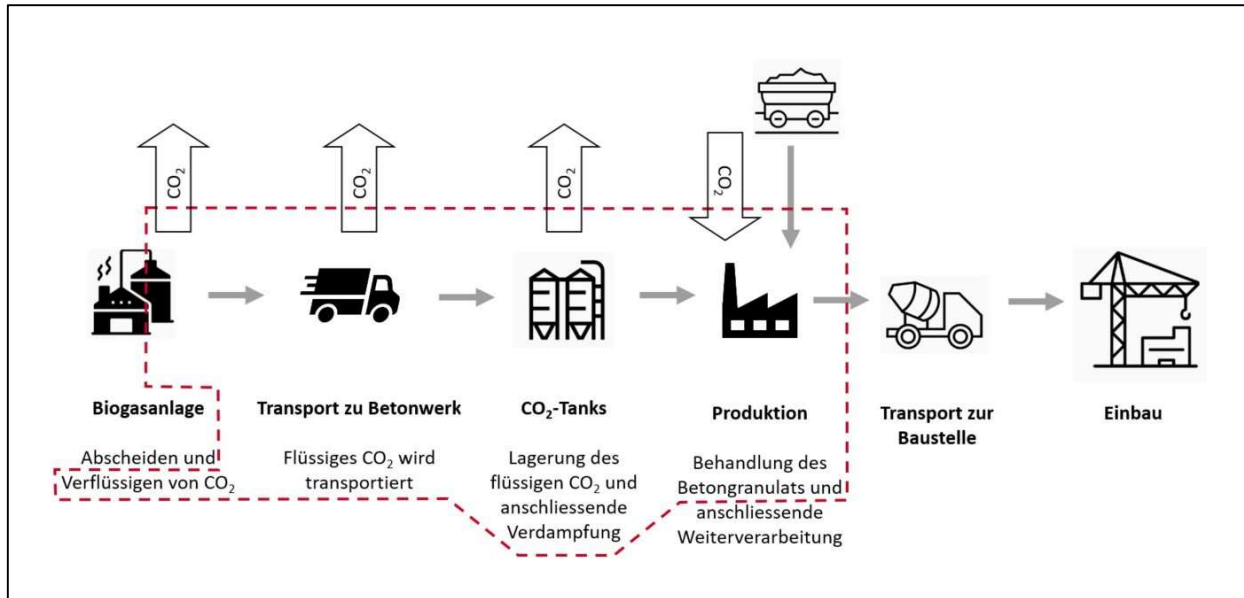 CO₂
CO₂
CO₂
CO₂
Biogasanlage
Abscheiden und
Verflüssigen von CO₂
Transport zu Betonwerk
Flüssiges CO₂ wird
transportiert
CO₂-Tanks
Lagerung des
flüssigen CO₂ und
anschliessende
Verdampfung
Produktion
Behandlung des
Betongranulats und
anschliessende
Weiterverarbeitung
Transport zur
Baustelle
Einbau